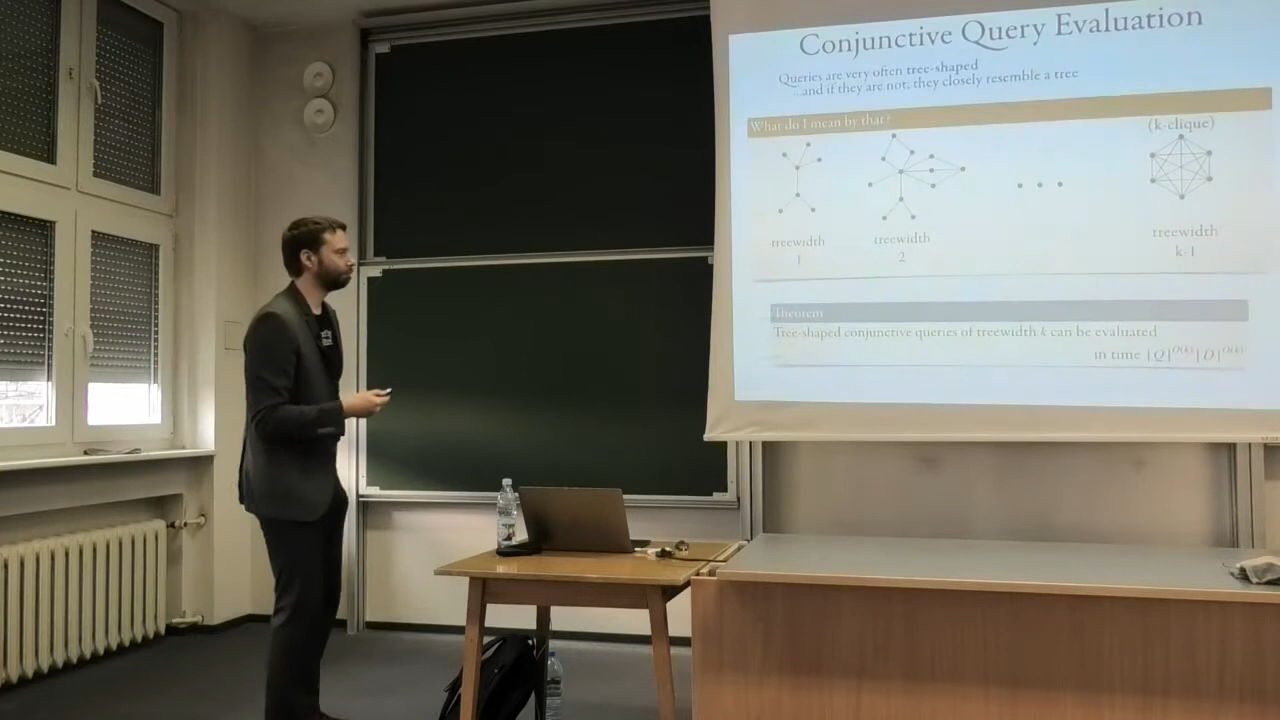 Conjunctive Query Evaluation
Queries are very often tree-shaped
...and if they are not, they closely resemble a tree
What do I mean by that?
(k-clique)
treewidth
1
treewidth
2
. . .
treewidth
k-1
Theorem
Tree-shaped conjunctive queries of treewidth k can be evaluated
in time |Q|^{O(k)}|D|^{O(k)}